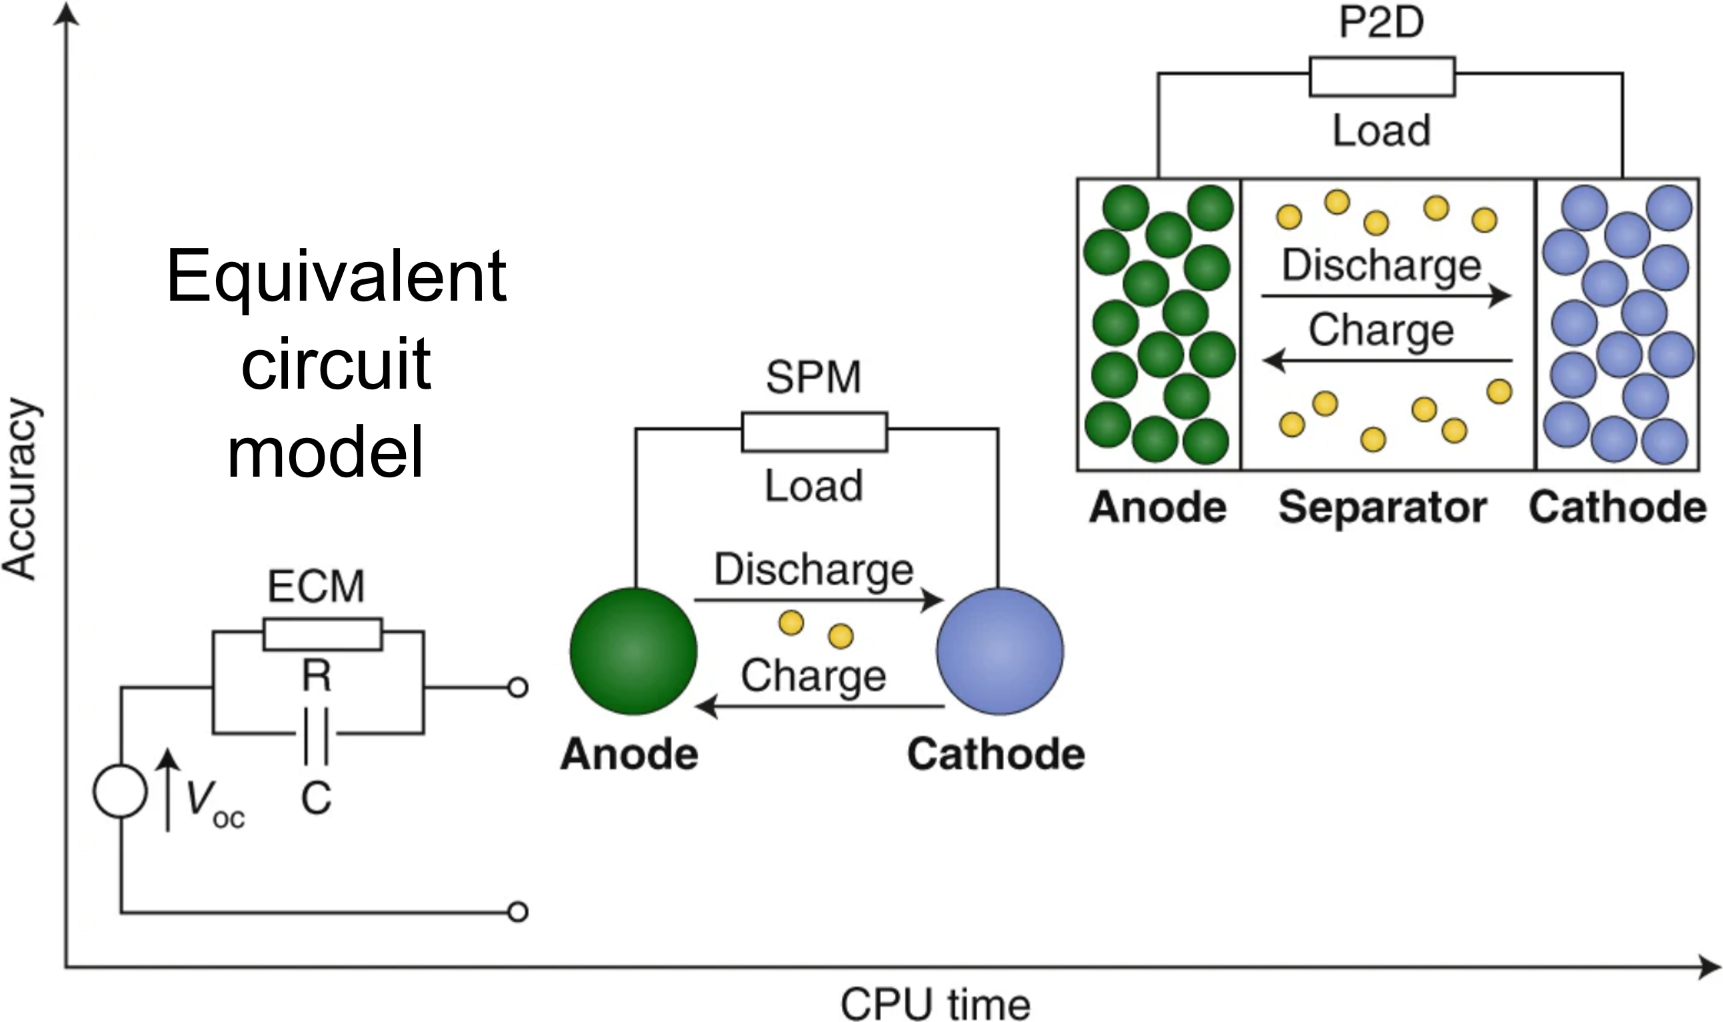 P2D
Load
Discharge
Charge
Anode Separator Cathode
Equivalent
circuit
model
SPM
Load
Discharge
Charge
Anode Cathode
ECM
R
C
Voc
Accuracy
CPU time